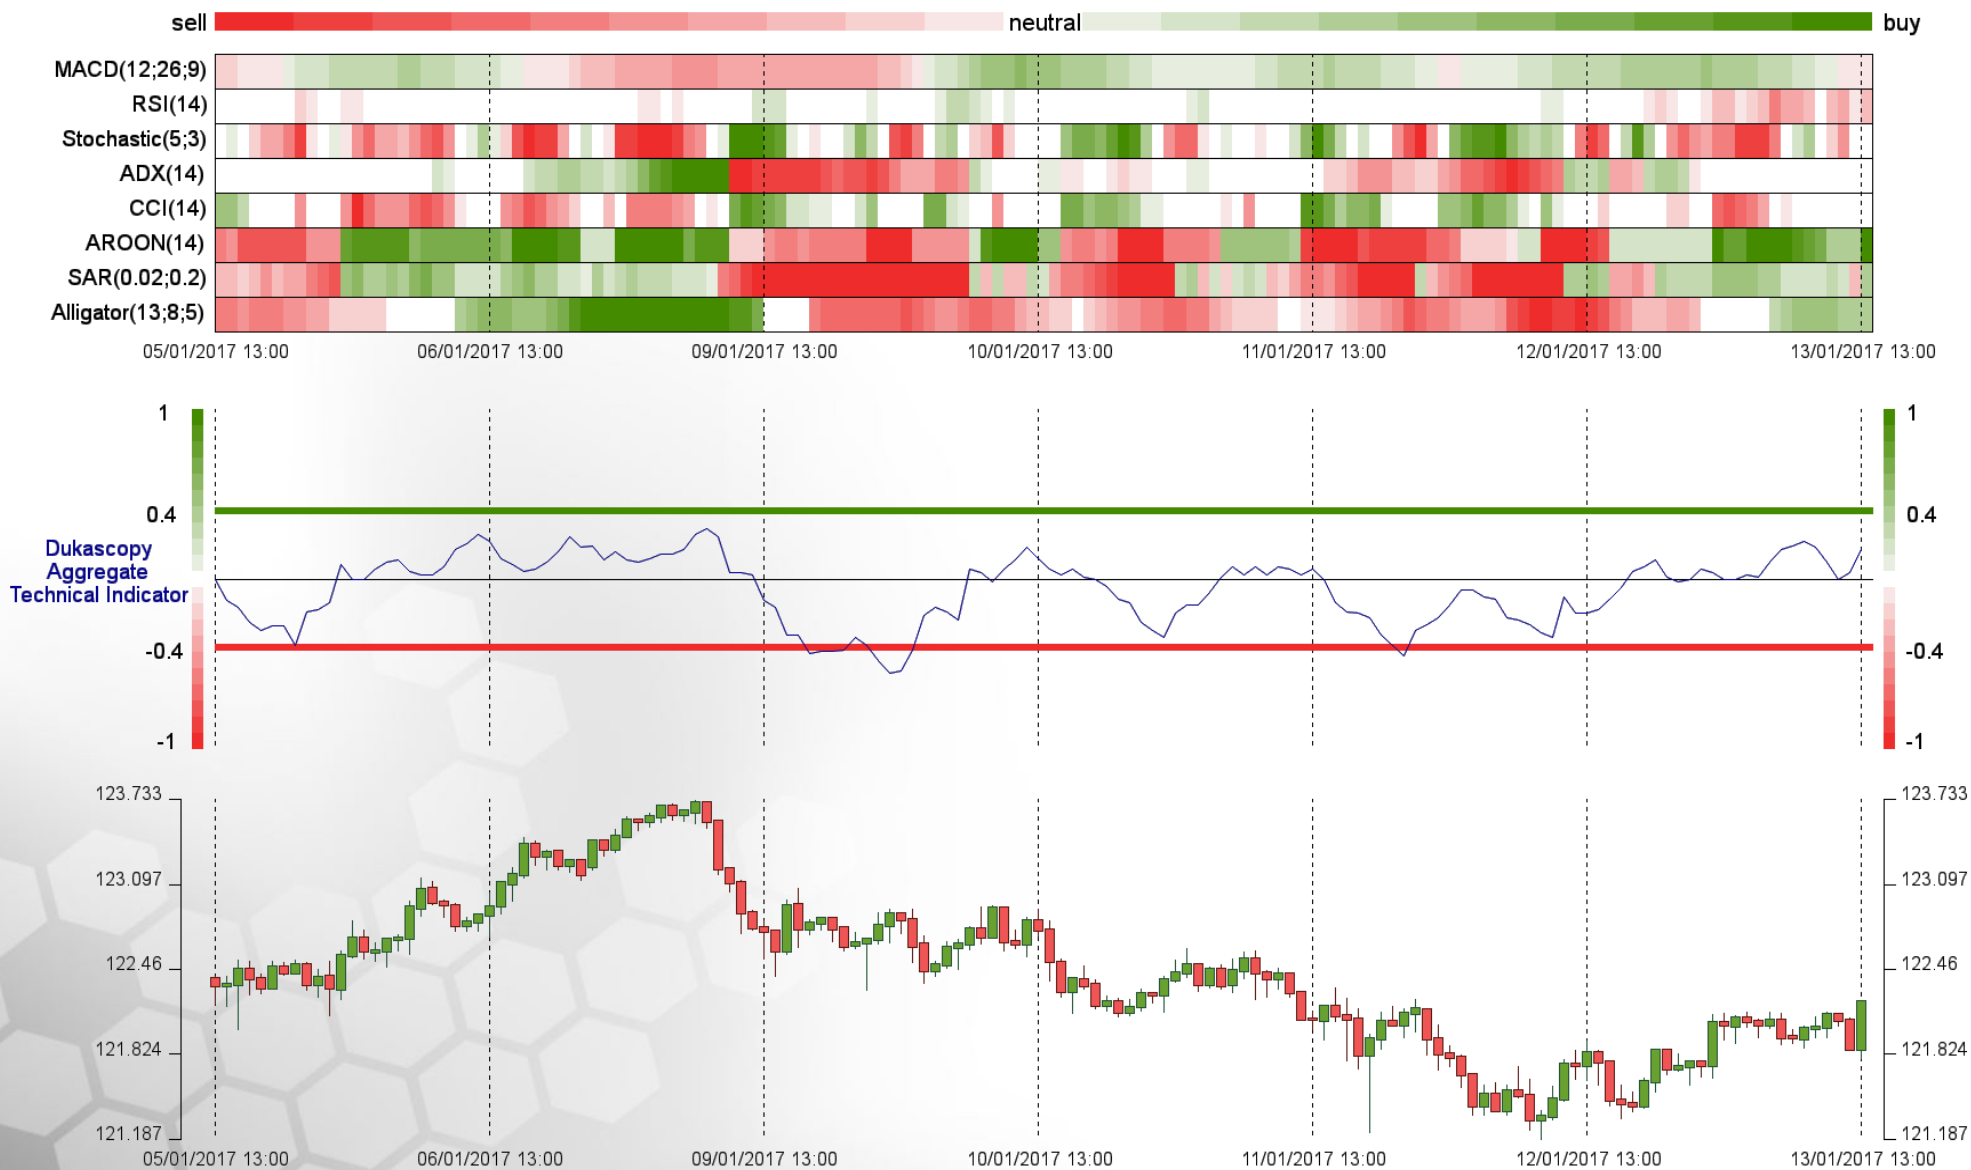 sell neutral buy
MACD(12;26;9)
RSI(14)
Stochastic(5;3)
ADX(14)
CCI(14)
AROON(14)
SAR(0.02;0.2)
Alligator(13;8;5)
05/01/2017 13:00 06/01/2017 13:00 09/01/2017 13:00 10/01/2017 13:00 11/01/2017 13:00 12/01/2017 13:00 13/01/2017 13:00
1 1
0.4 0.4
Dukascopy
Aggregate
Technical Indicator
-0.4 -0.4
-1 -1
123.733 123.733
123.097 123.097
122.46 122.46
121.824 121.824
121.187 121.187
05/01/2017 13:00 06/01/2017 13:00 09/01/2017 13:00 10/01/2017 13:00 11/01/2017 13:00 12/01/2017 13:00 13/01/2017 13:00